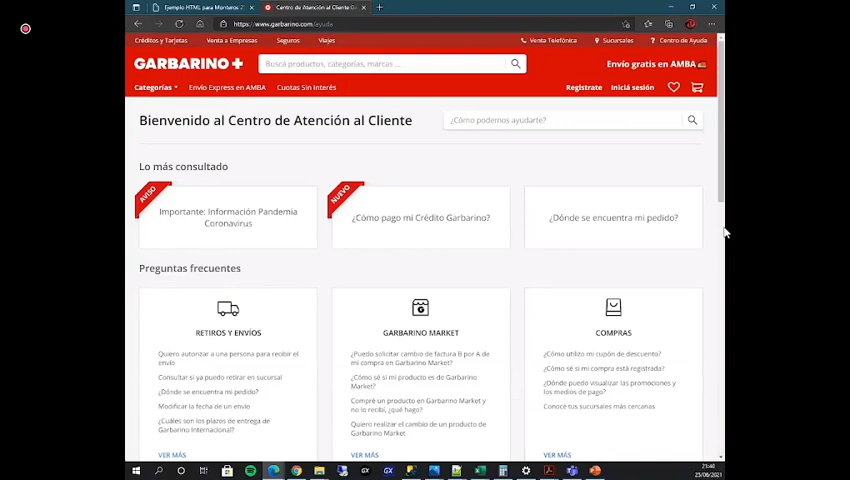 Ejemplo HTML para Monteros 2
Centro de Atención al Cliente G
https://www.garbarino.com/ayuda
Créditos y Tarjetas Venta a Empresas Seguros Viajes Venta Telefónica Sucursales Centro de Ayuda
GARBARINO+ Buscá productos, categorías, marcas ... Envío gratis en AMBA
Categorías Envío Express en AMBA Cuotas Sin Interés Registrate Iniciá sesión
Bienvenido al Centro de Atención al Cliente ¿Cómo podemos ayudarte?
Lo más consultado
AVISO
Importante: Información Pandemia
Coronavirus
NUEVO
¿Cómo pago mi Crédito Garbarino?
¿Dónde se encuentra mi pedido?
Preguntas frecuentes
RETIROS Y ENVÍOS
Quiero autorizar a una persona para recibir el
envío
Consultar si ya puedo retirar en sucursal
¿Dónde se encuentra mi pedido?
Modificar la fecha de un envío
¿Cuáles son los plazos de entrega de
Garbarino Internacional?
VER MÁS
GARBARINO MARKET
¿Puedo solicitar cambio de factura B por A de
mi compra en Garbarino Market?
¿Cómo sé si mi producto es de Garbarino
Market?
Compré un producto en Garbarino Market y
no lo recibí, ¿qué hago?
Quiero realizar el cambio de un producto de
Garbarino Market
VER MÁS
COMPRAS
¿Cómo utilizo mi cupón de descuento?
¿Cómo sé si mi compra está registrada?
¿Dónde puedo visualizar las promociones y
los medios de pago?
Conocé tus sucursales más cercanas
VER MÁS
21:40
25/06/2021